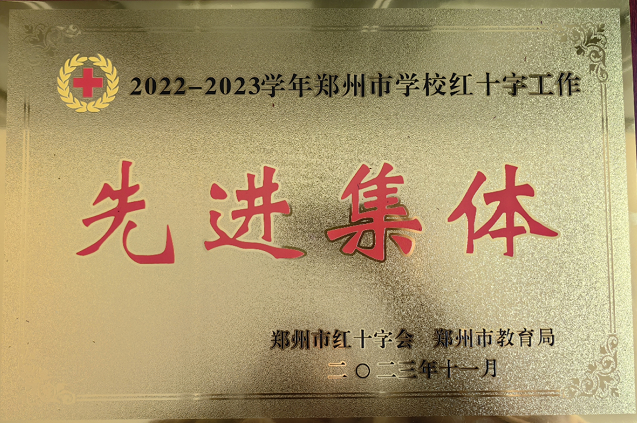 2022-2023学年郑州市学校红十字工作
先进集体
郑州市红十字会 郑州市教育局
二〇二三年十一月